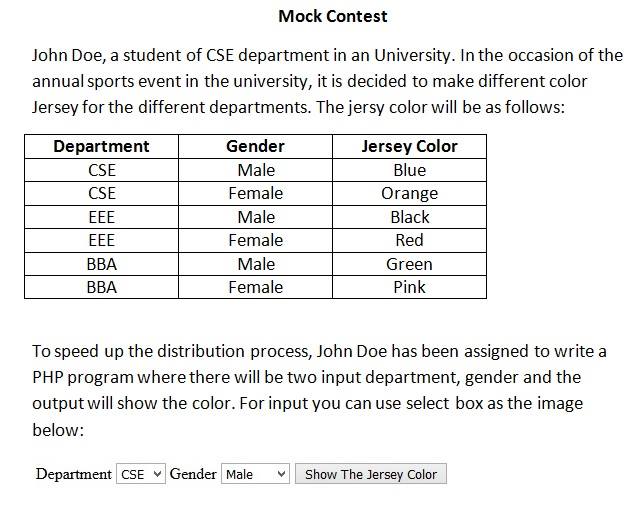 Mock Contest
John Doe, a student of CSE department in an University. In the occasion of the
annual sports event in the university, it is decided to make different color
Jersey for the different departments. The jersy color will be as follows:
Department Gender Jersey Color
CSE Male Blue
CSE Female Orange
EEE Male Black
EEE Female Red
BBA Male Green
BBA Female Pink
To speed up the distribution process, John Doe has been assigned to write a
PHP program where there will be two input department, gender and the
output will show the color. For input you can use select box as the image
below:
Department CSE Gender Male Show The Jersey Color